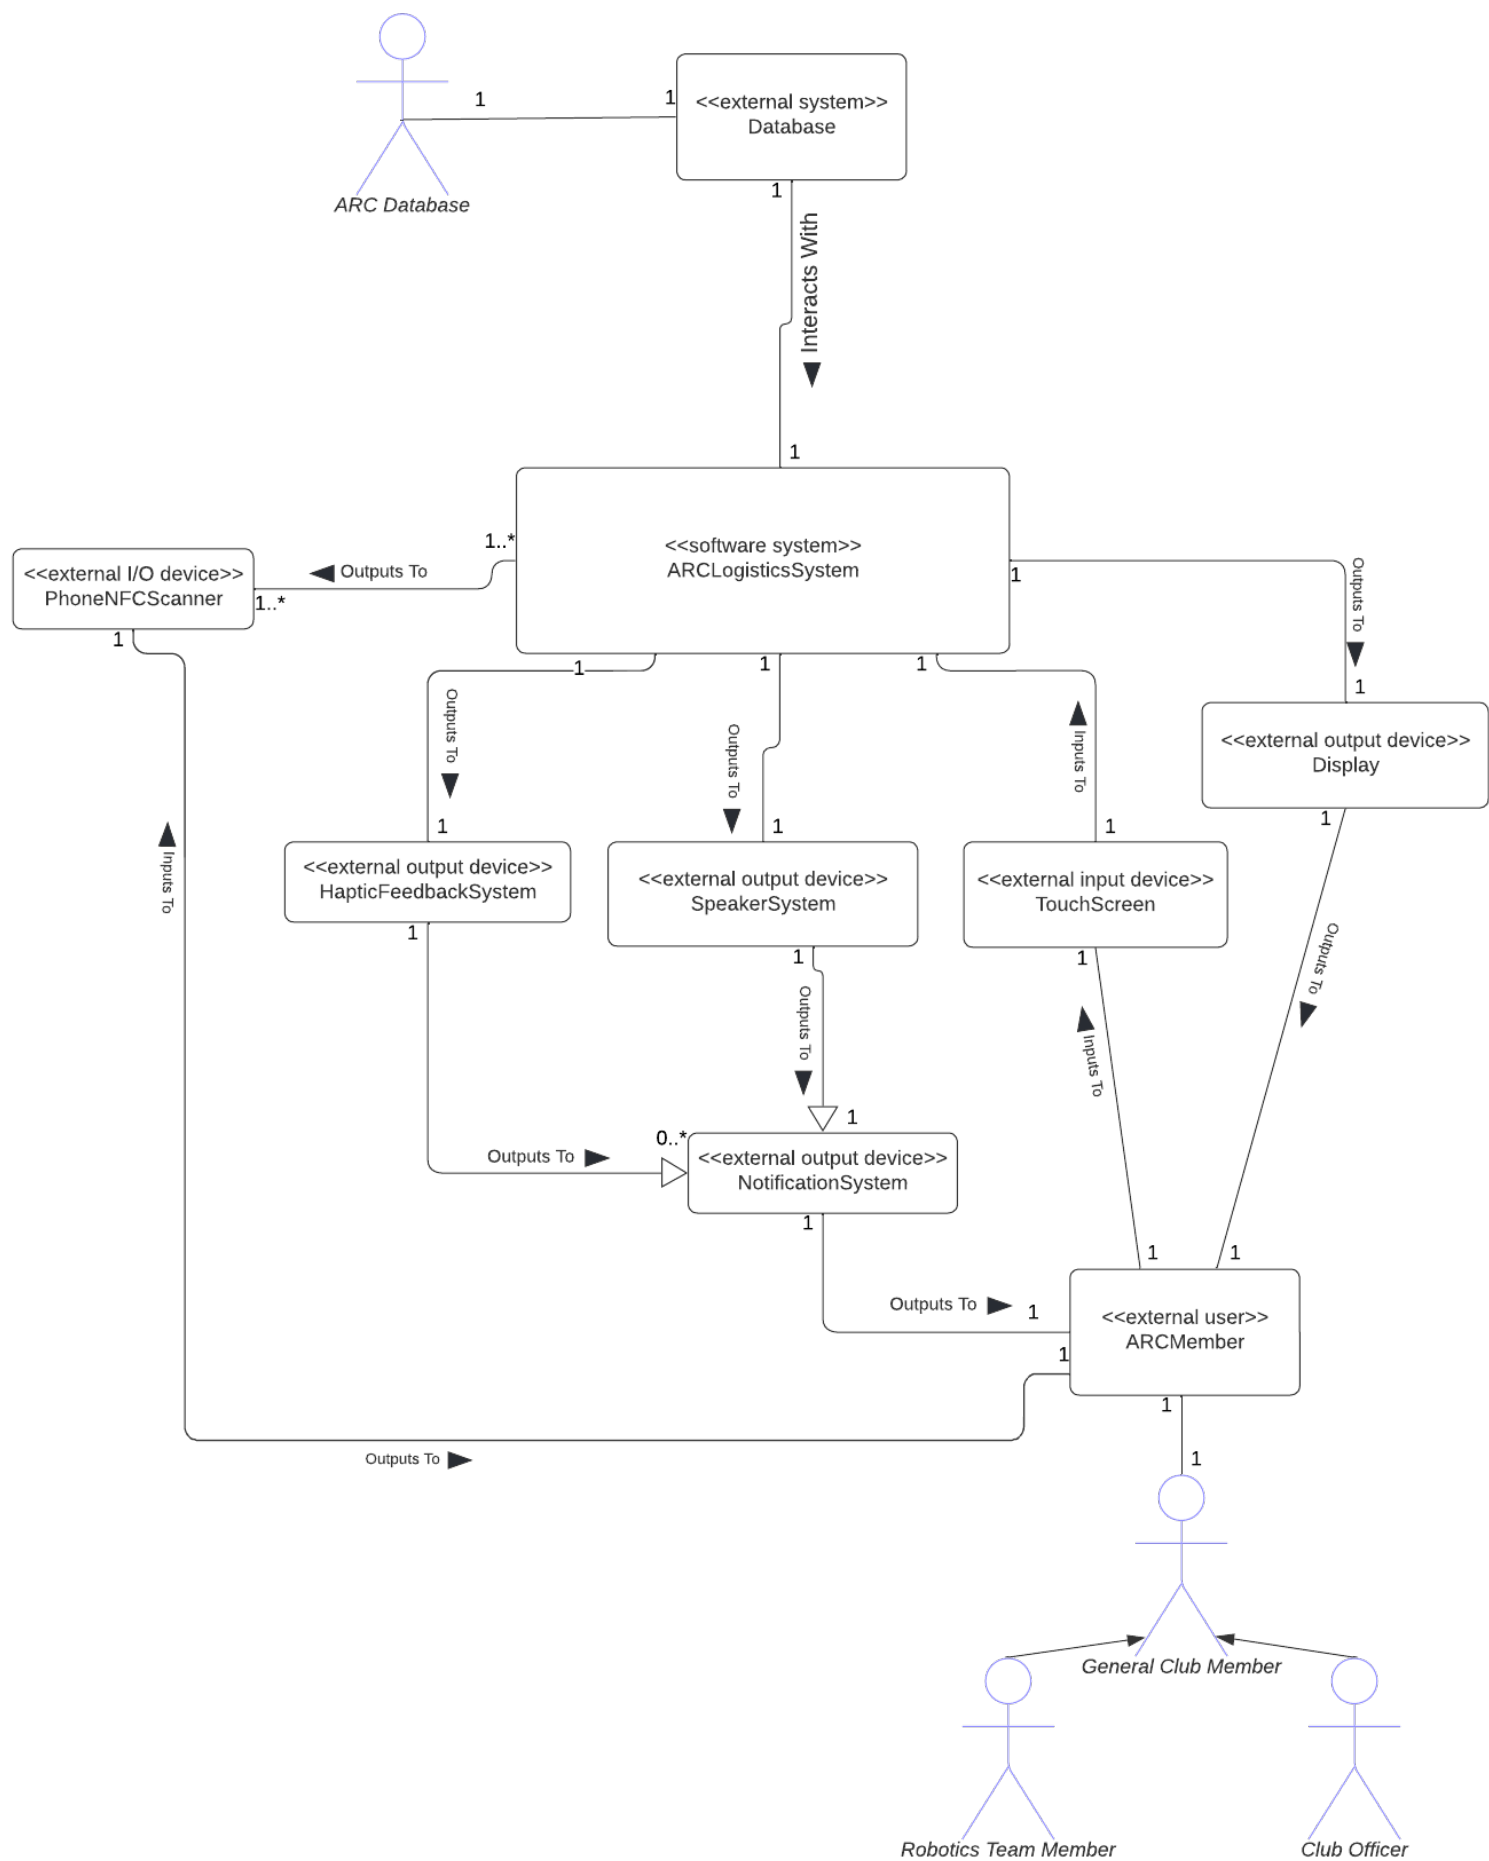 1
1
<<external system>>
Database
ARC Database
1
Interacts With
1
<<software system>>
ARCLogisticsSystem
1..*
Outputs To
1..*
<<external I/O device>>
PhoneNFCScanner
1
1
Outputs To
1
<<external output device>>
Display
1
1
Outputs To
1
1
Outputs To
1
1
Inputs To
1
<<external output device>>
HapticFeedbackSystem
1
<<external output device>>
SpeakerSystem
1
<<external input device>>
TouchScreen
1
Inputs To
Outputs To
Outputs To
Inputs To
1
0..*
Outputs To
<<external output device>>
NotificationSystem
1
1
1
Outputs To
1
<<external user>>
ARCMember
1
1
Outputs To
1
General Club Member
Robotics Team Member
Club Officer